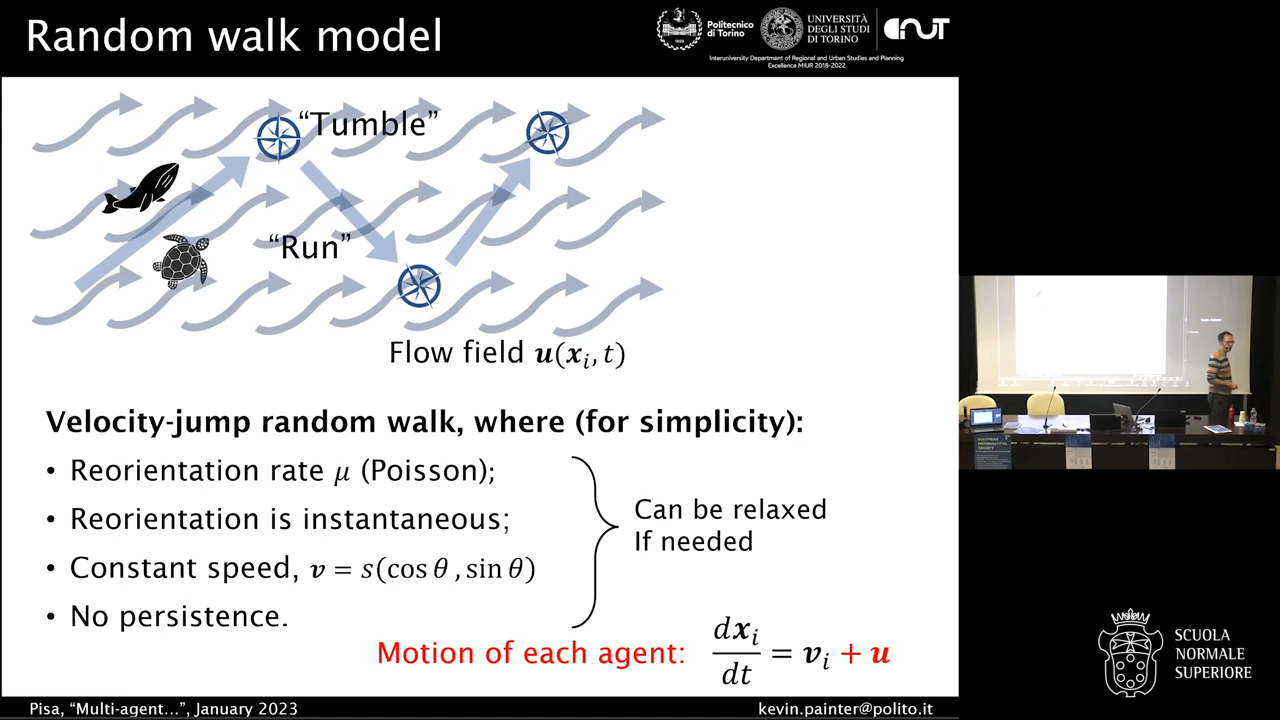 Random walk model
Politecnico
di Torino
UNIVERSITÀ
DEGLI STUDI
DI TORINO
Interuniversity Department of Regional and Urban Studies and Planning
Excellence MIUR 2018-2022
“Tumble”
“Run”
Flow field u(xᵢ, t)
Velocity-jump random walk, where (for simplicity):
• Reorientation rate μ (Poisson);
• Reorientation is instantaneous;
• Constant speed, v = s(cos θ , sin θ)
• No persistence.
Can be relaxed
If needed
Motion of each agent: dxᵢ/dt = vᵢ + u
SCUOLA
NORMALE
SUPERIORE
Pisa, “Multi-agent...”, January 2023
kevin.painter@polito.it